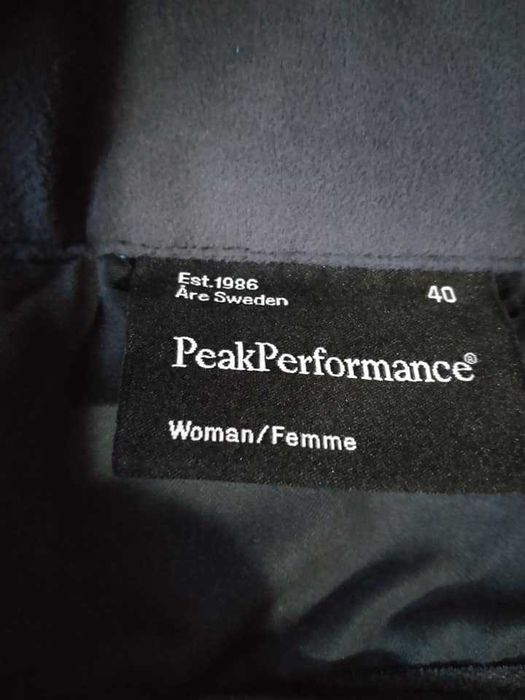 Est.1986
Åre Sweden
40
PeakPerformance®
Woman/Femme